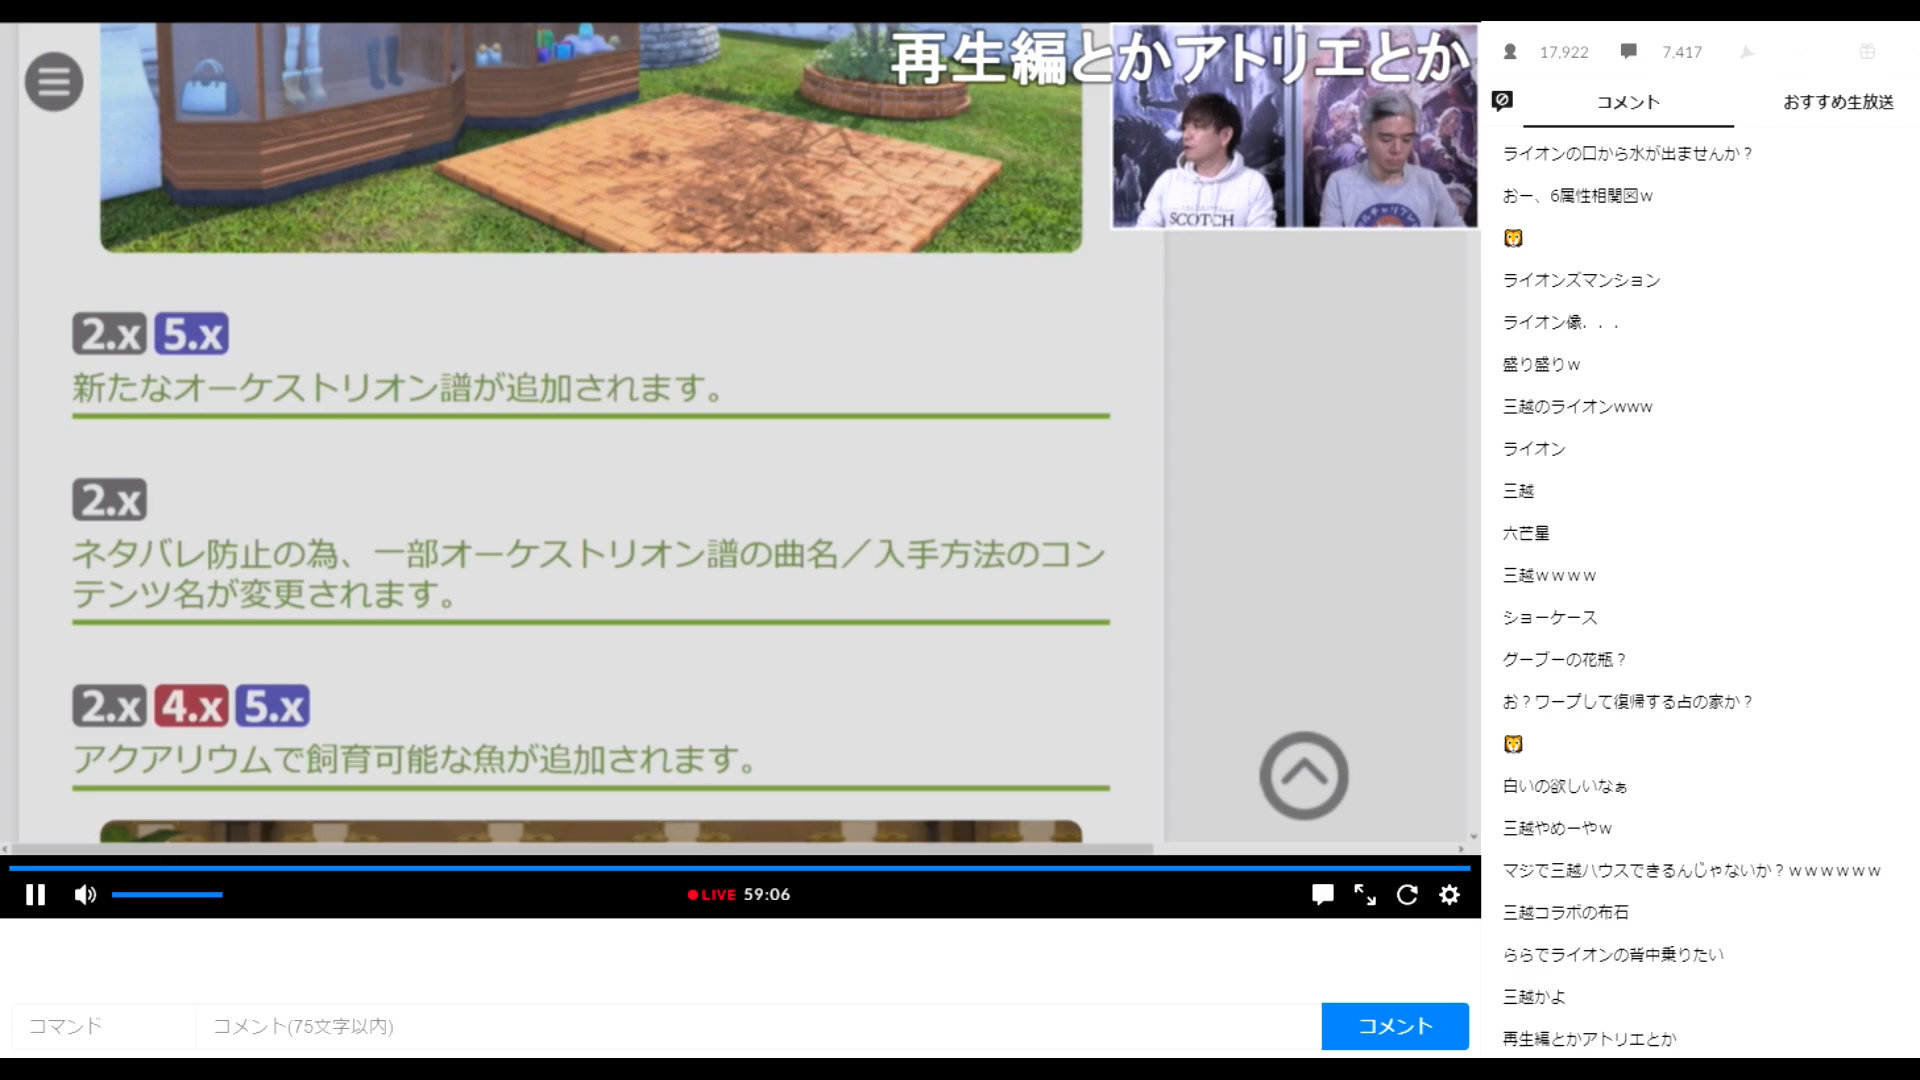 再生編とかアトリエとか
SCOTCH
2.x 5.x
新たなオーケストリオン譜が追加されます。
2.x
ネタバレ防止の為、一部オーケストリオン譜の曲名／入手方法のコン
テンツ名が変更されます。
2.x 4.x 5.x
アクアリウムで飼育可能な魚が追加されます。
LIVE 59:06
コマンド
コメント(75文字以内)
コメント
17,922
7,417
コメント
おすすめ生放送
ライオンの口から水が出ませんか？
おー、6属性相関図ｗ
ライオンズマンション
ライオン像．．．
盛り盛りｗ
三越のライオンwww
ライオン
三越
六芒星
三越ｗｗｗｗ
ショーケース
グーブーの花瓶？
お？ワープして復帰する占の家か？
白いの欲しいなぁ
三越やめーやｗ
マジで三越ハウスできるんじゃないか？ｗｗｗｗｗｗ
三越コラボの布石
ららでライオンの背中乗りたい
三越かよ
再生編とかアトリエとか